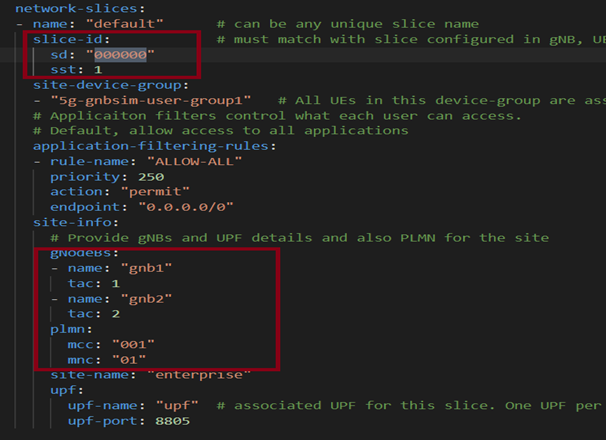 network-slices:
- name: "default" # can be any unique slice name
slice-id: # must match with slice configured in gNB, UE
sd: "000000"
sst: 1
site-device-group:
- "5g-gnbsim-user-group1" # All UEs in this device-group are ass
# Applicaiton filters control what each user can access.
# Default, allow access to all applications
application-filtering-rules:
- rule-name: "ALLOW-ALL"
priority: 250
action: "permit"
endpoint: "0.0.0.0/0"
site-info:
# Provide gNBs and UPF details and also PLMN for the site
gNodeBs:
- name: "gnb1"
tac: 1
- name: "gnb2"
tac: 2
plmn:
mcc: "001"
mnc: "01"
site-name: "enterprise"
upf:
upf-name: "upf" # associated UPF for this slice. One UPF per
upf-port: 8805